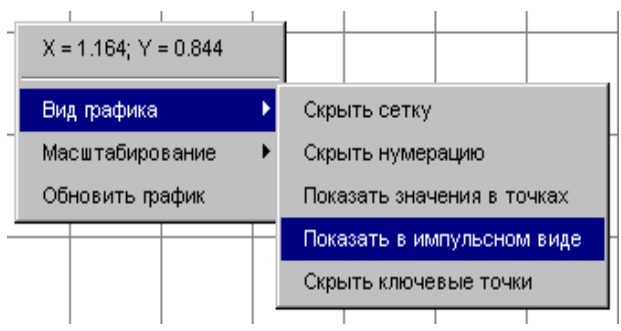 X = 1.164; Y = 0.844
Вид графика
Масштабирование
Обновить график
Скрыть сетку
Скрыть нумерацию
Показать значения в точках
Показать в импульсном виде
Скрыть ключевые точки